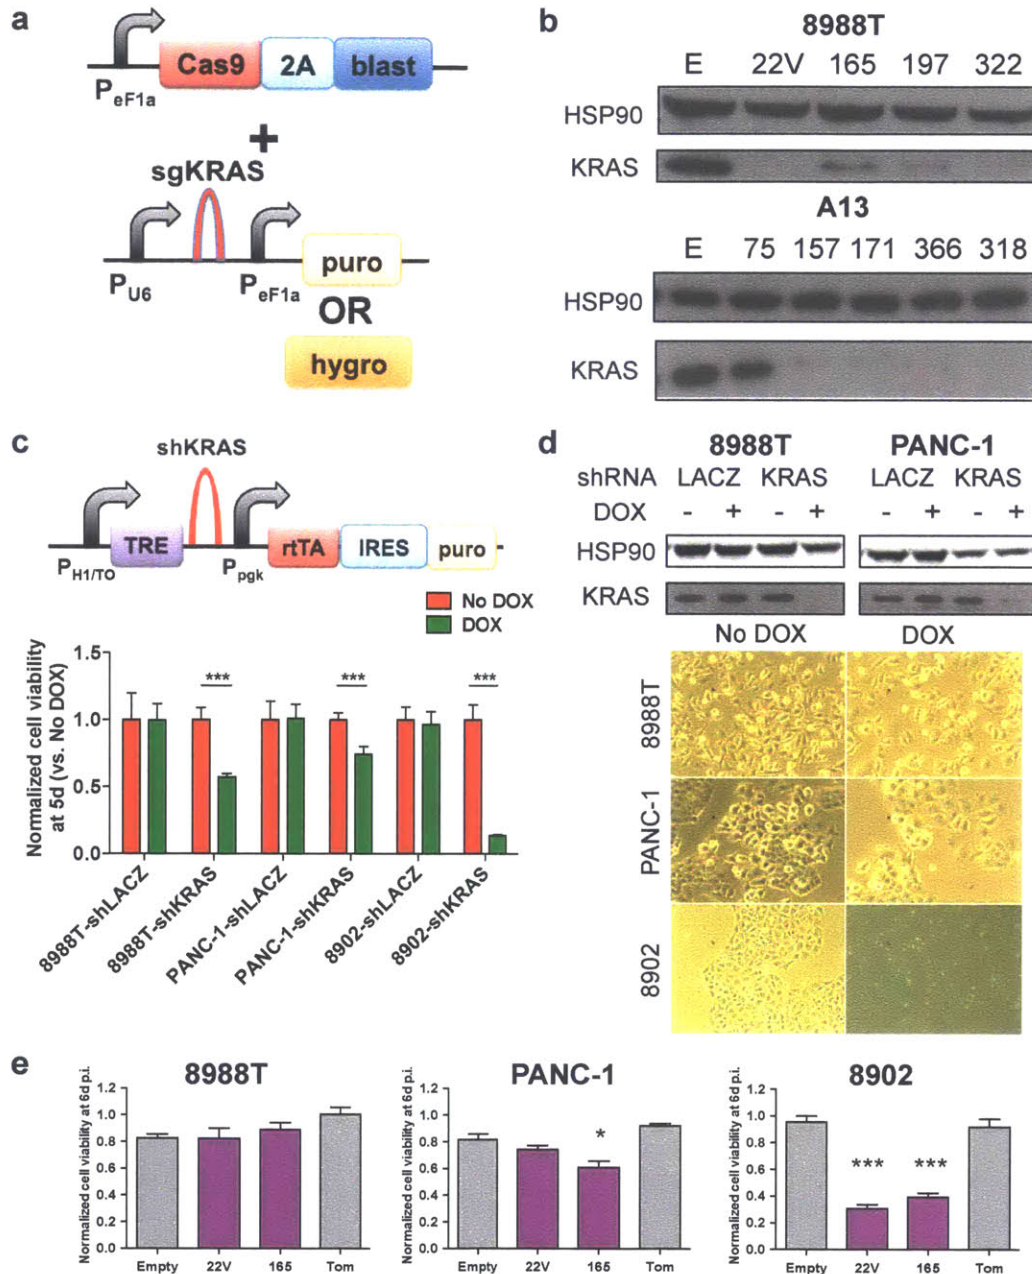 a
Cas9 2A blast
PeF1a
+
sgKRAS
PU6
PeF1a
puro
OR
hygro
b
8988T
E 22V 165 197 322
HSP90
KRAS
A13
E 75 157 171 366 318
HSP90
KRAS
c
shKRAS
TRE
rtTA IRES puro
PH1/TO
Ppgk
No DOX
DOX
Normalized cell viability
at 5d (vs. No DOX)
1.5
1.0
0.5
0.0
*** *** ***
8988T-shLACZ
8988T-shKRAS
PANC-1-shLACZ
PANC-1-shKRAS
8902-shLACZ
8902-shKRAS
d
8988T PANC-1
shRNA LACZ KRAS LACZ KRAS
DOX - + - + - + - +
HSP90
KRAS
No DOX DOX
8988T
PANC-1
8902
e
8988T
Normalized cell viability at 6d p.i.
1.2
1.0
0.8
0.6
0.4
0.2
0.0
Empty 22V 165 Tom
PANC-1
Normalized cell viability at 6d p.i.
1.2
1.0
0.8
0.6
0.4
0.2
0.0
*
Empty 22V 165 Tom
8902
Normalized cell viability at 6d p.i.
1.2
1.0
0.8
0.6
0.4
0.2
0.0
*** ***
Empty 22V 165 Tom